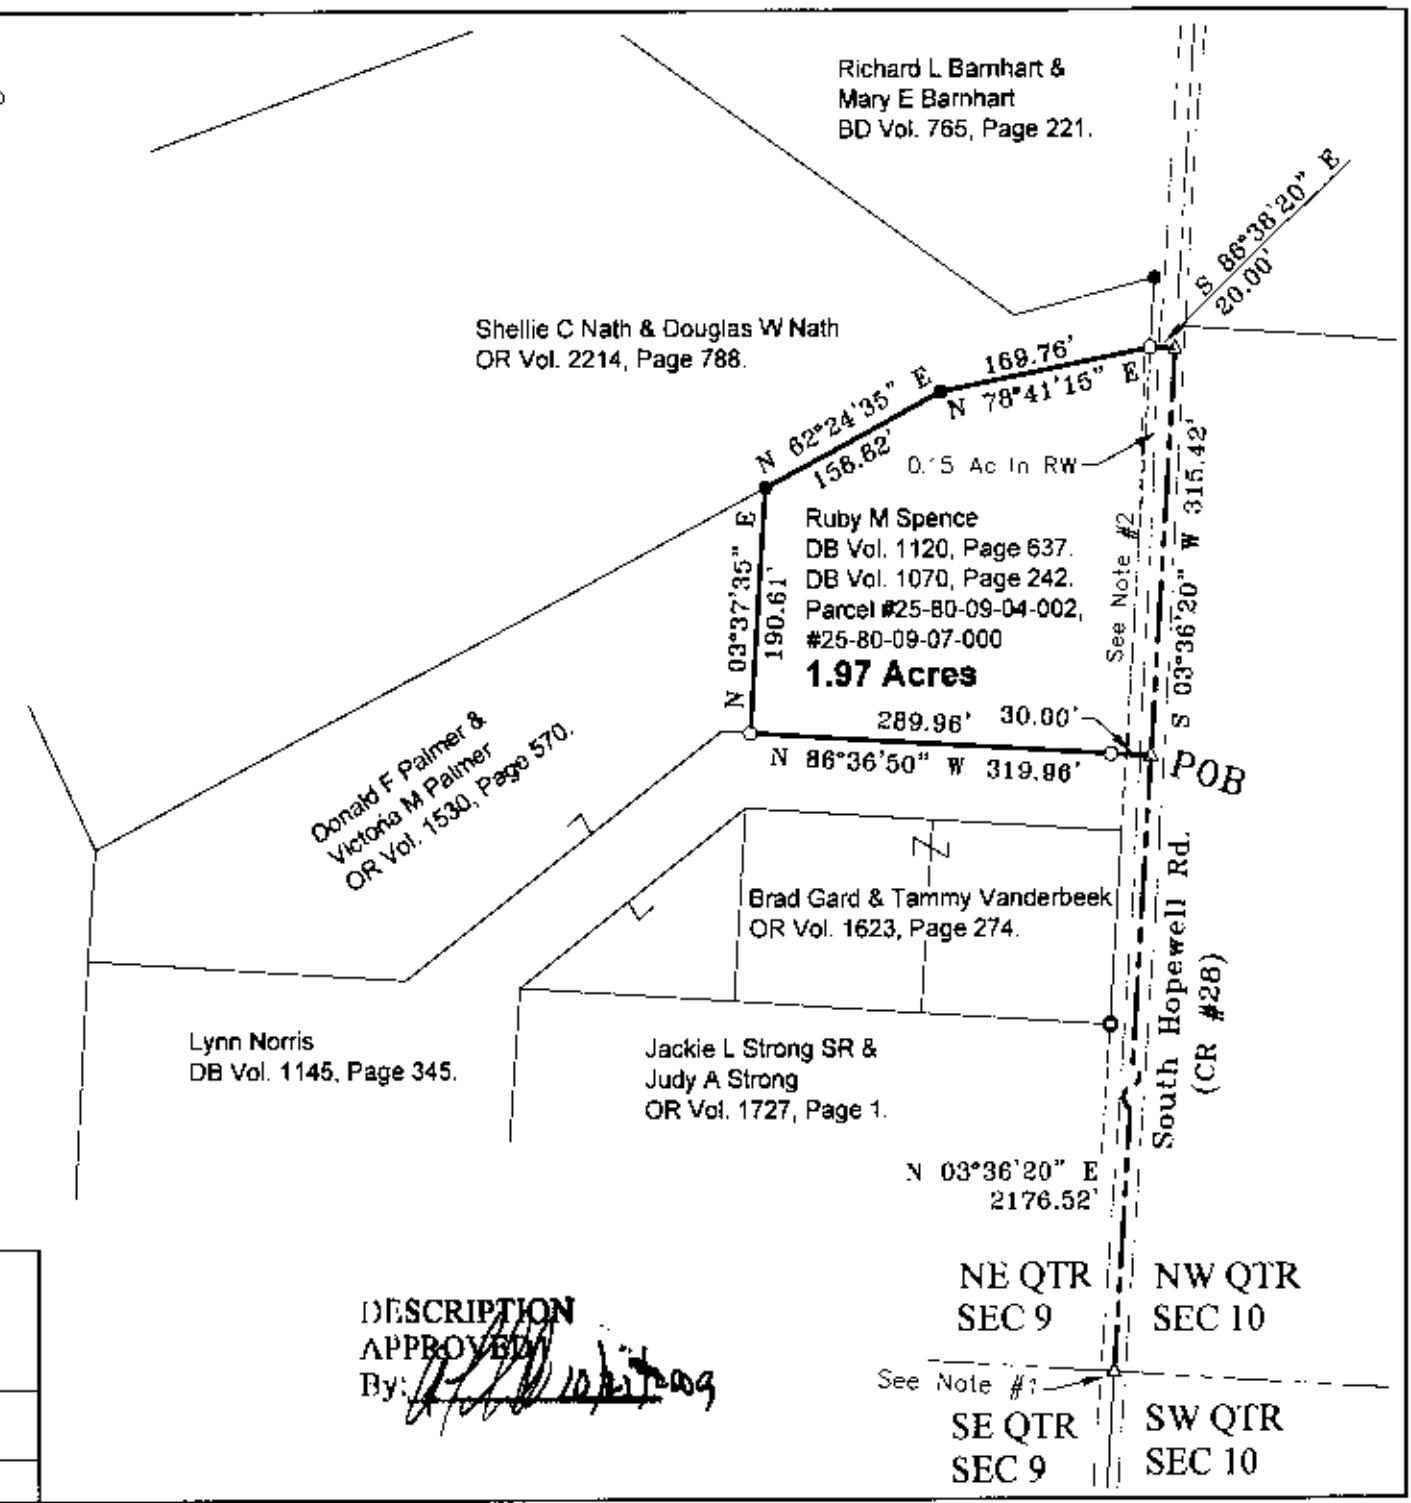 Richard L Barnhart &
Mary E Barnhart
BD Vol. 765, Page 221.
S 86°36'20" E
20.00'
Shellie C Nath & Douglas W Nath
OR Vol. 2214, Page 788.
169.76'
N 78°41'15" E
N 62°24'35" E
158.82'
0.15 Ac In RW
S 03°36'20" W 315.42'
See Note #2
Ruby M Spence
DB Vol. 1120, Page 637.
DB Vol. 1070, Page 242.
Parcel #25-80-09-04-002,
#25-80-09-07-000
1.97 Acres
N 03°37'35" E
190.61'
289.96' 30.00'
N 86°36'50" W 319.96'
POB
Donald F Palmer &
Victoria M Palmer
OR Vol. 1530, Page 570.
Brad Gard & Tammy Vanderbeek
OR Vol. 1623, Page 274.
South Hopewell Rd.
(CR #28)
Lynn Norris
DB Vol. 1145, Page 345.
Jackie L Strong SR &
Judy A Strong
OR Vol. 1727, Page 1.
N 03°36'20" E
2176.52'
NE QTR
SEC 9
NW QTR
SEC 10
See Note #1
SE QTR
SEC 9
SW QTR
SEC 10
DESCRIPTION
APPROVED
By: